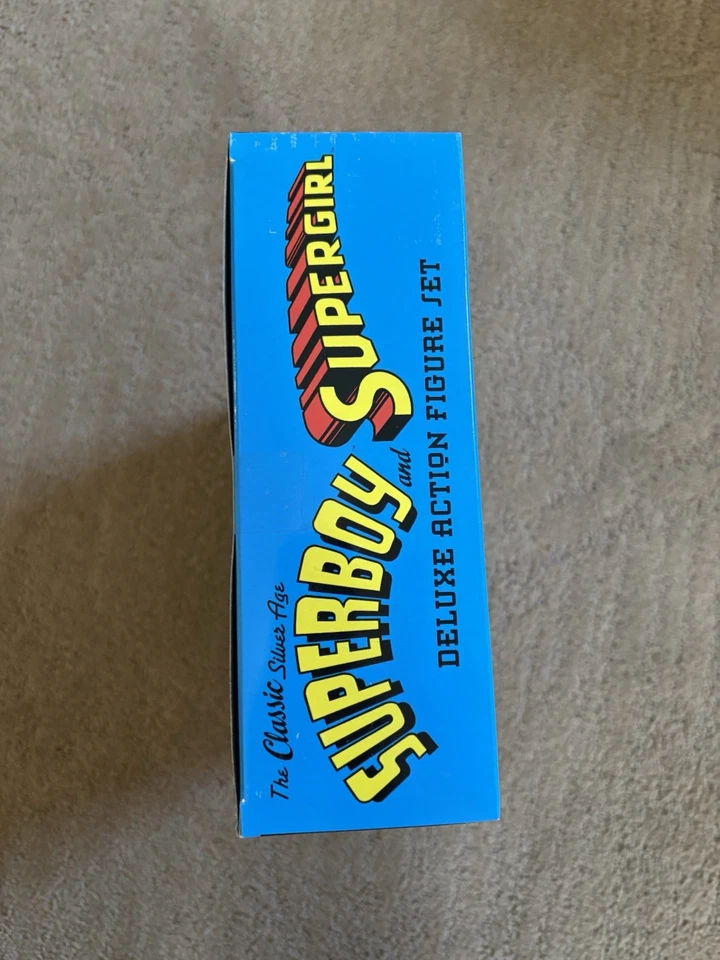 The Classic Silver Age
SUPERBOY and SUPERGIRL
DELUXE ACTION FIGURE SET